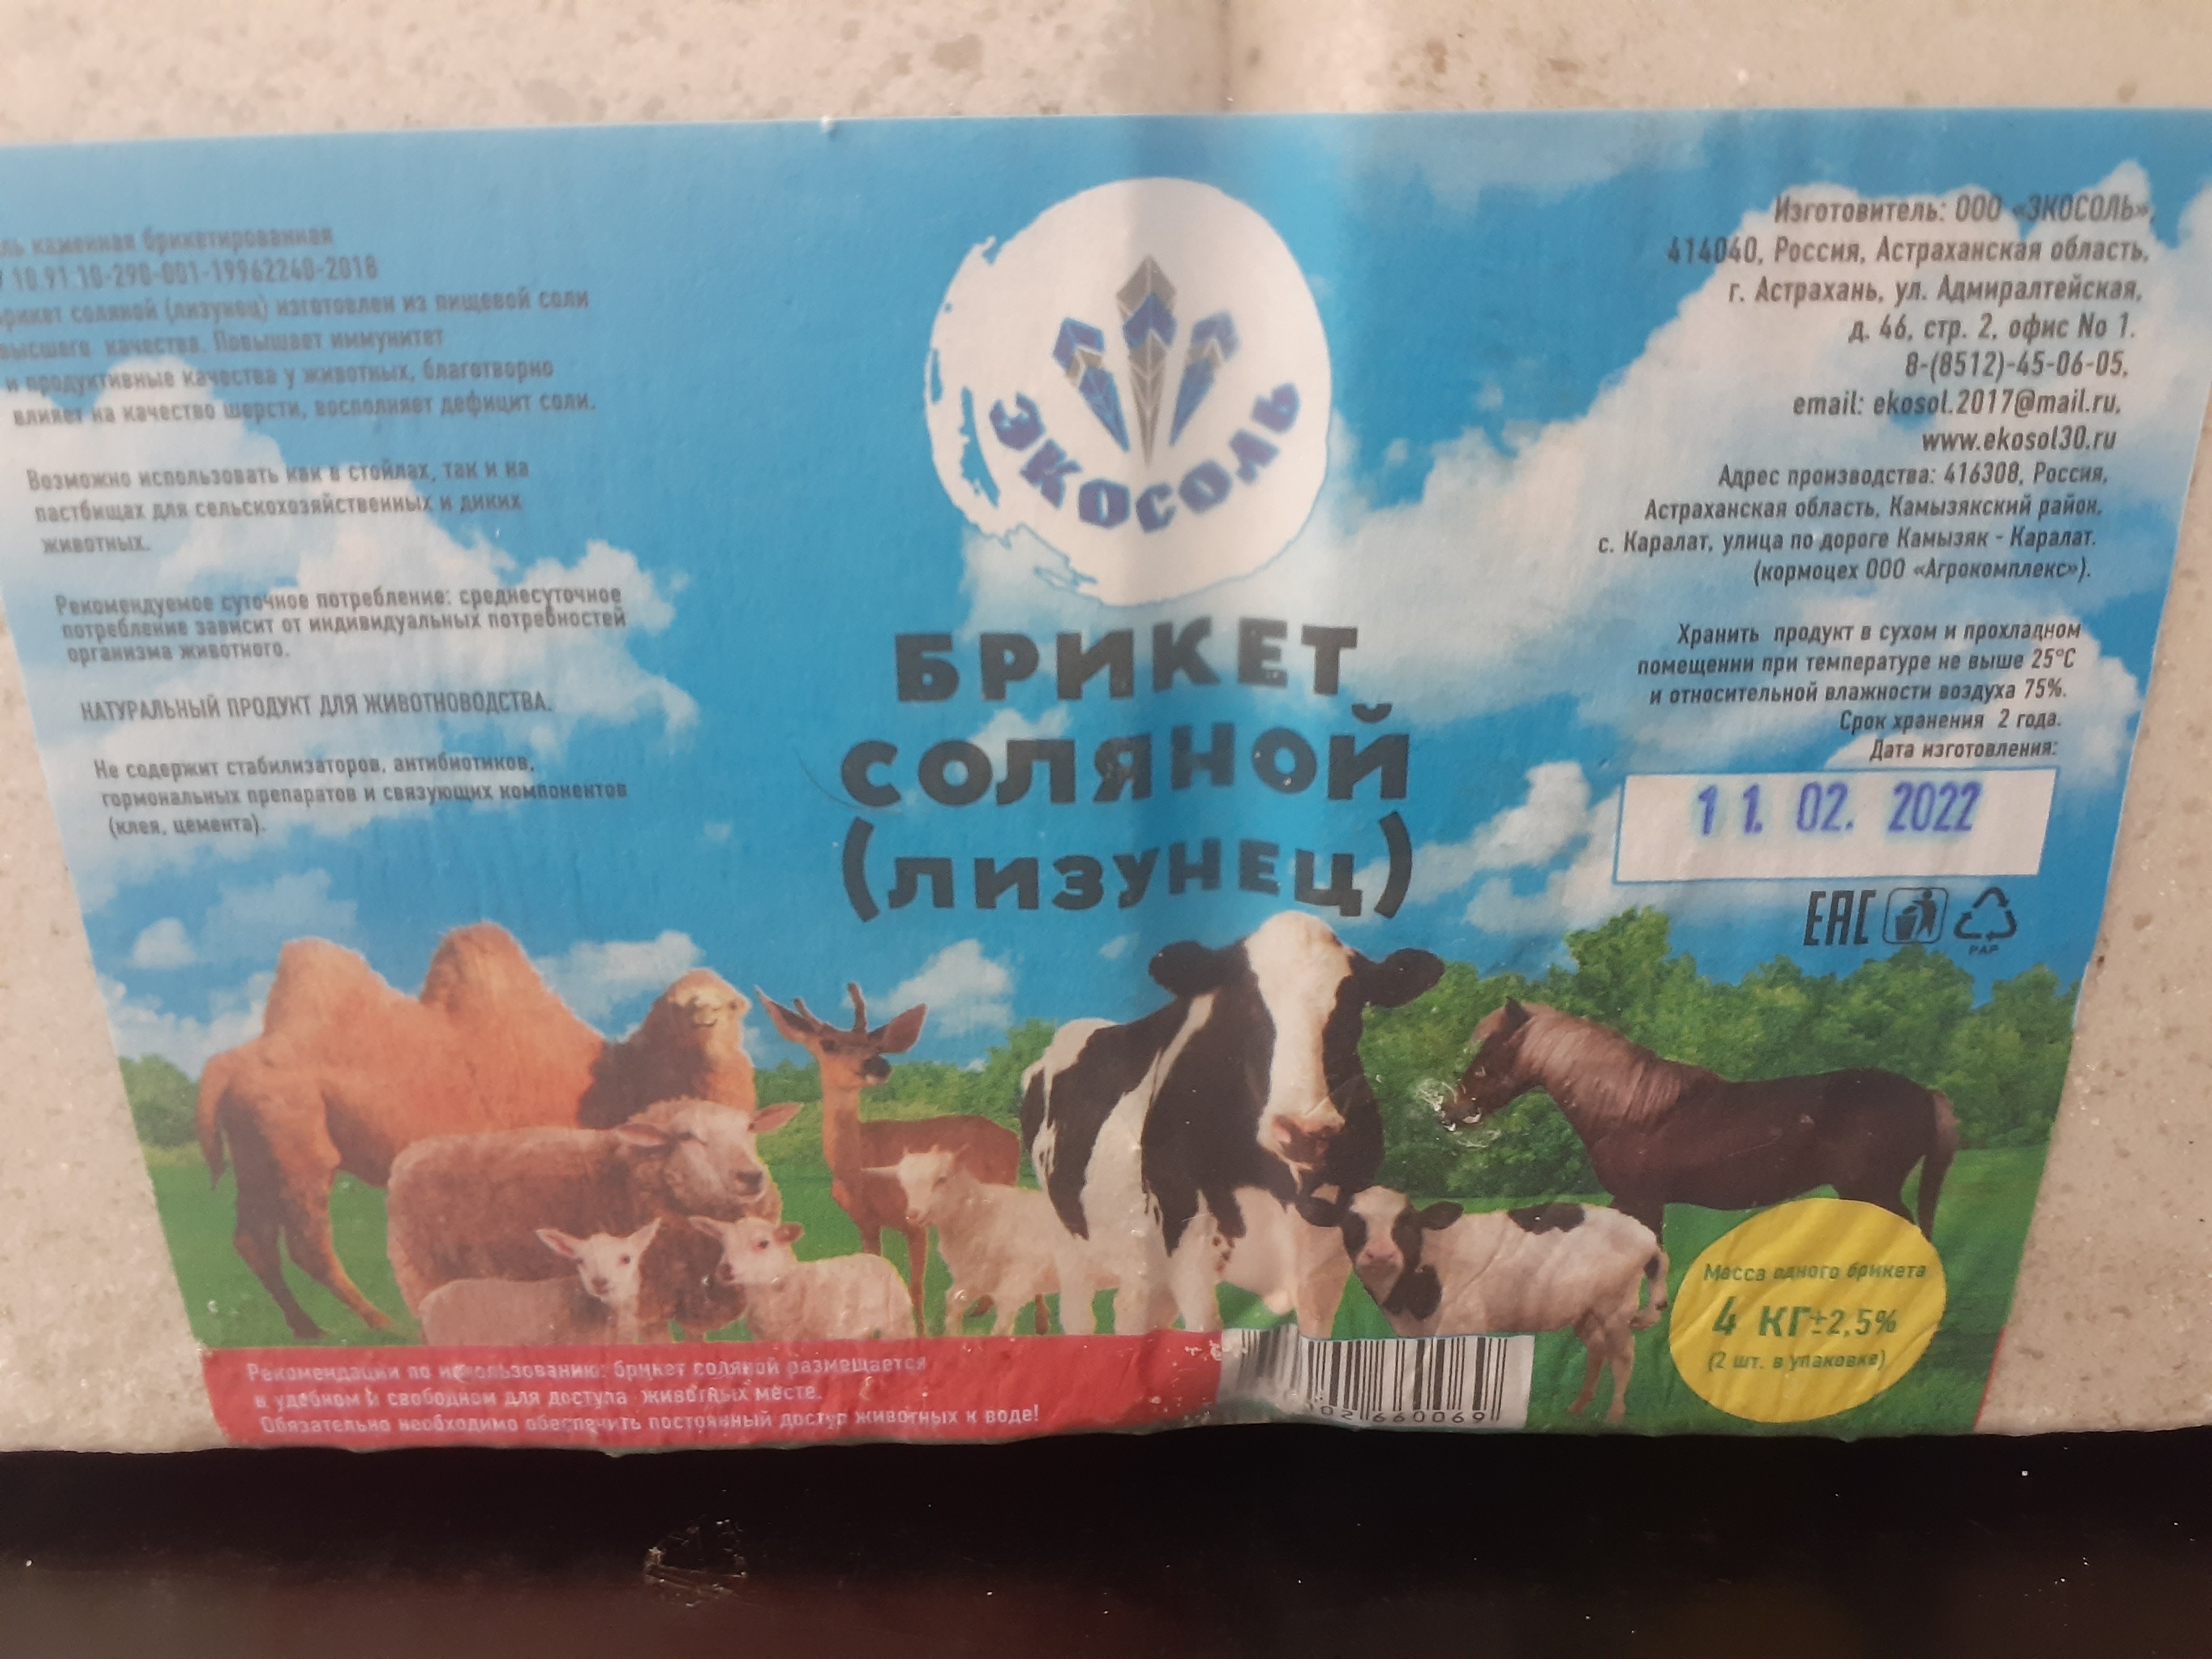 каменная брикетированная
10.91.10-290-001-19962240-2018
соляной (лизунец) изготовлен из пищевой соли
высшего качества. Повышает иммунитет
и продуктивные качества у животных, благотворно
влияет на качество шерсти, восполняет дефицит соли.
Возможно использовать как в стойлах, так и на
пастбищах для сельскохозяйственных и диких
животных.
Рекомендуемое суточное потребление: среднесуточное
потребление зависит от индивидуальных потребностей
организма животного.
НАТУРАЛЬНЫЙ ПРОДУКТ ДЛЯ ЖИВОТНОВОДСТВА.
Не содержит стабилизаторов, антибиотиков,
гормональных препаратов и связующих компонентов
(клея, цемента).
ЭКОСОЛЬ
БРИКЕТ
СОЛЯНОЙ
(ЛИЗУНЕЦ)
Изготовитель: ООО «ЭКОСОЛЬ»,
414040, Россия, Астраханская область,
г. Астрахань, ул. Адмиралтейская,
д. 46, стр. 2, офис No 1.
8-(8512)-45-06-05,
email: ekosol.2017@mail.ru,
www.ekosol30.ru
Адрес производства: 416308, Россия,
Астраханская область, Камызякский район,
с. Каралат, улица по дороге Камызяк - Каралат.
(кормоцех ООО «Агрокомплекс»).
Хранить продукт в сухом и прохладном
помещении при температуре не выше 25°С
и относительной влажности воздуха 75%.
Срок хранения 2 года.
Дата изготовления:
11. 02. 2022
EAC
PAP
Масса одного брикета
4 КГ±2,5%
(2 шт. в упаковке)
Рекомендации по использованию: брикет соляной размещается
в удобном и свободном для доступа животных месте.
Обязательно необходимо обеспечить постоянный доступ животных к воде!
02 660069